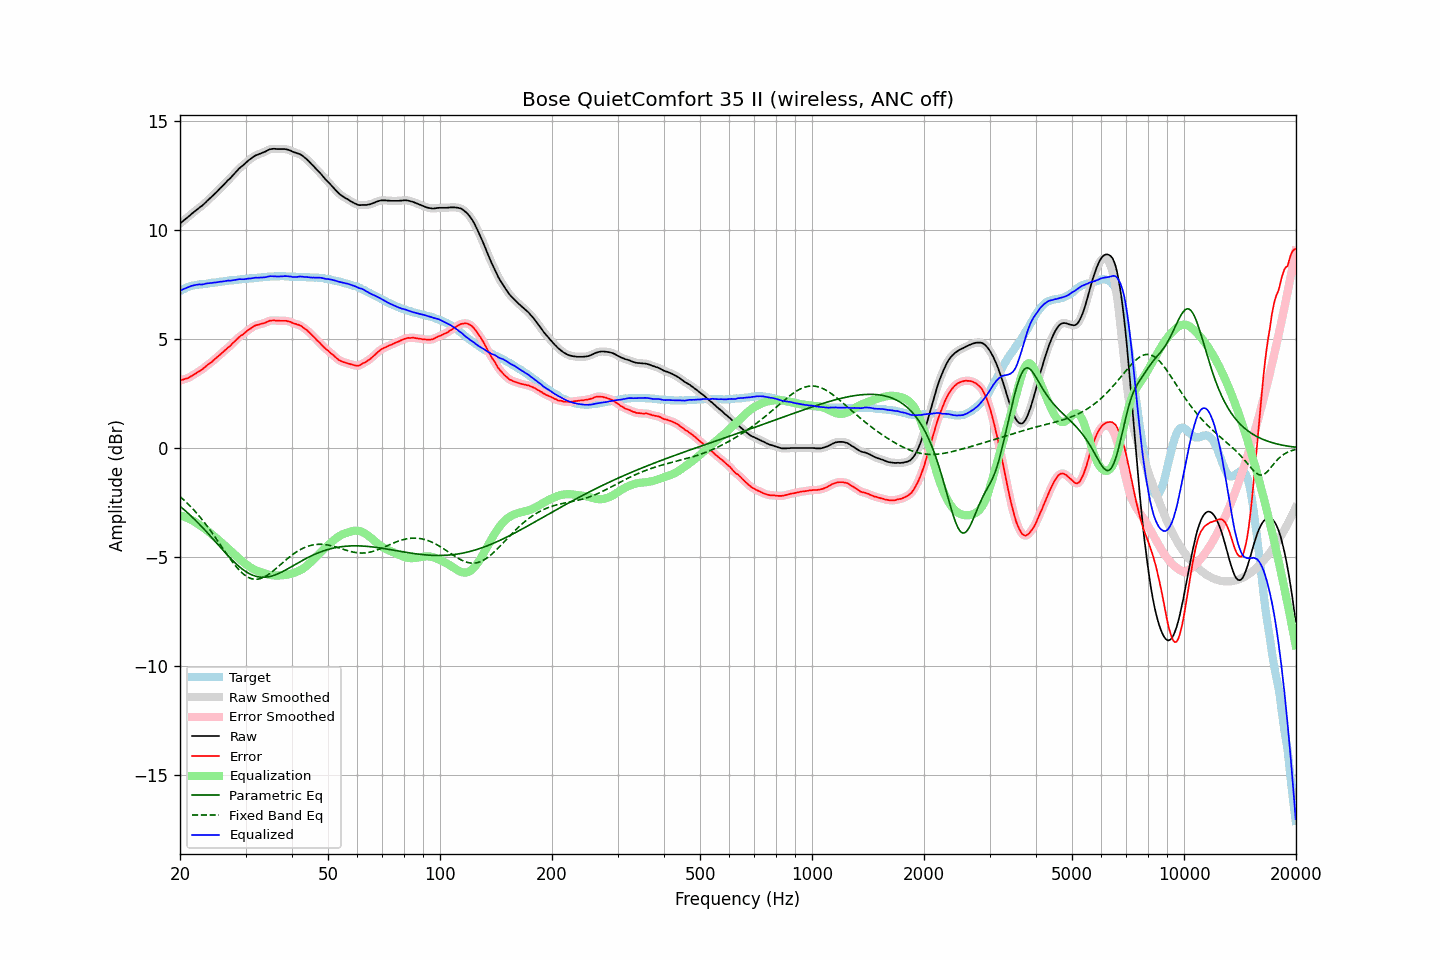 Bose QuietComfort 35 II (wireless, ANC off)
15
10
5
0
−5
−10
−15
Amplitude (dBr)
Target
Raw Smoothed
Error Smoothed
Raw
Error
Equalization
Parametric Eq
Fixed Band Eq
Equalized
20 50 100 200 500 1000 2000 5000 10000 20000
Frequency (Hz)